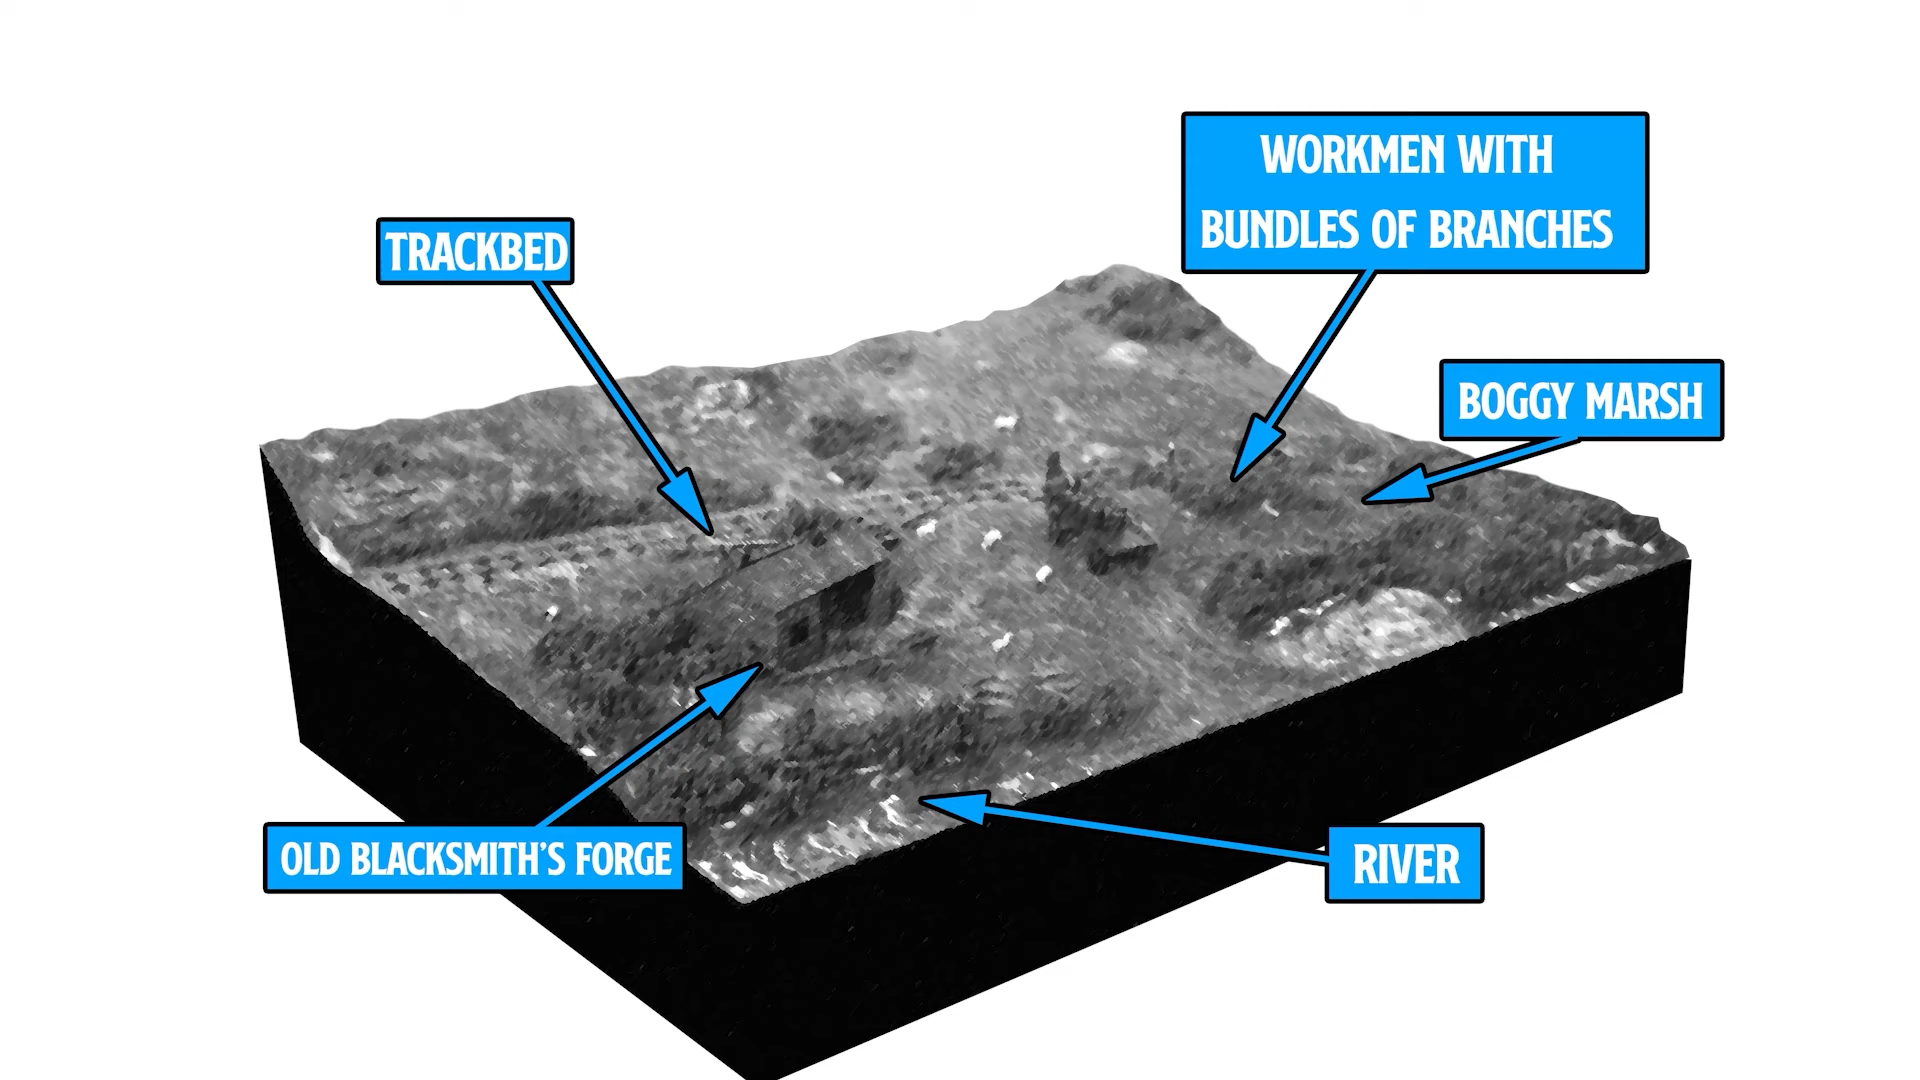 WORKMEN WITH
BUNDLES OF BRANCHES
TRACKBED
BOGGY MARSH
OLD BLACKSMITH'S FORGE
RIVER